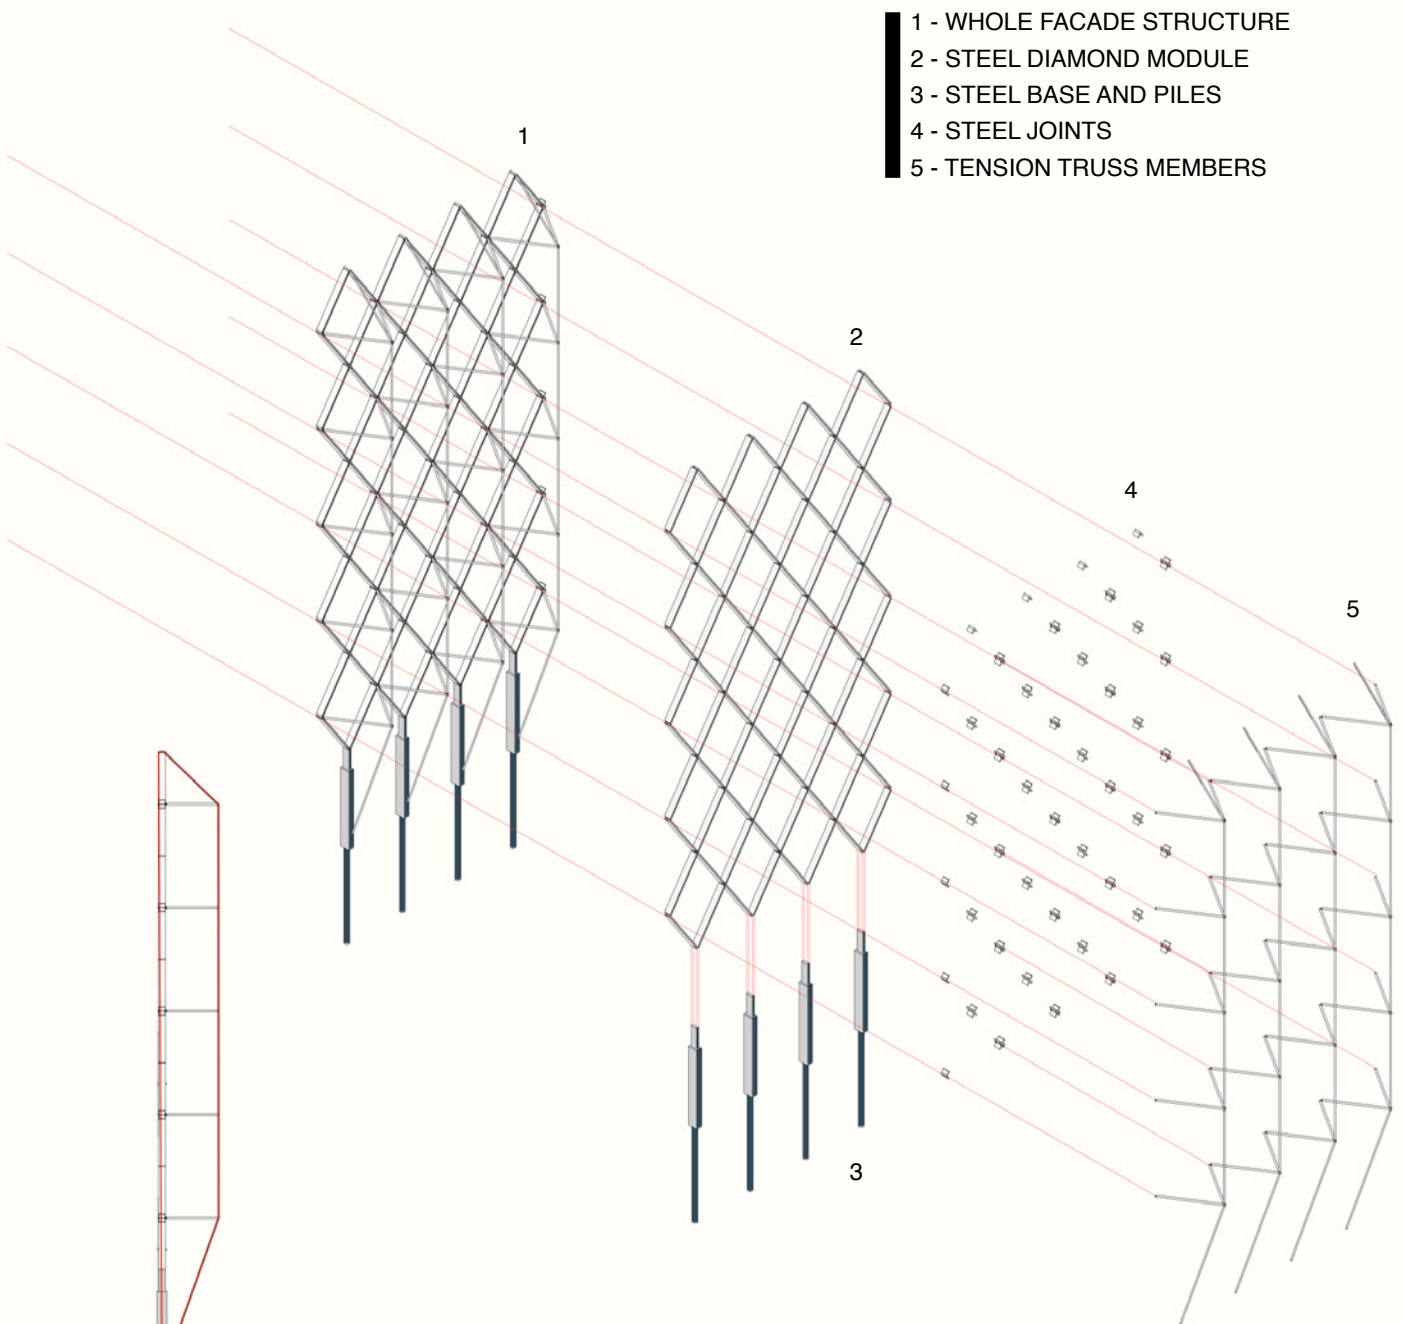 1 - WHOLE FACADE STRUCTURE
2 - STEEL DIAMOND MODULE
3 - STEEL BASE AND PILES
4 - STEEL JOINTS
5 - TENSION TRUSS MEMBERS
1
2
4
5
3